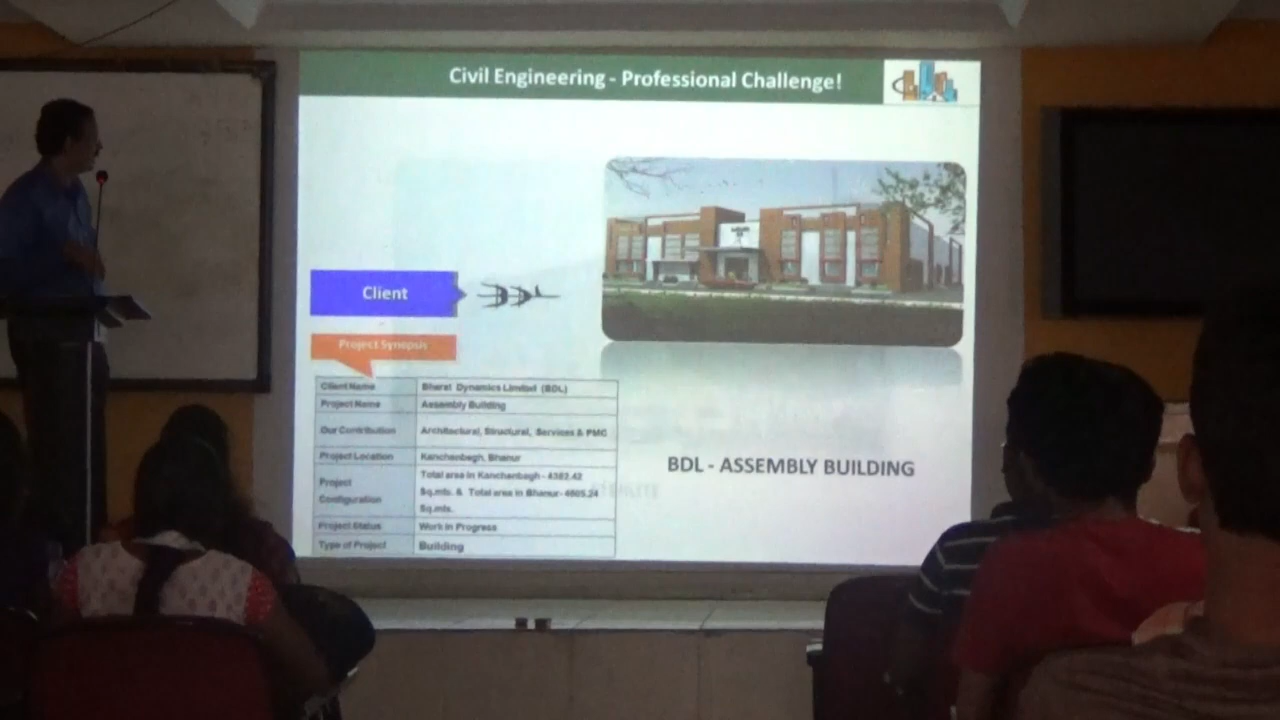 Civil Engineering - Professional Challenge!
Client
Project Synopsis
Client Name Bharat Dynamics Limited (BDL)
Project Name Assembly Building
Our Contribution Architectural, Structural, Services & PMC
Project Location Kanchanbagh, Bhanur
Project Configuration Total area in Kanchanbagh - 4382.42
Sq.mts. & Total area in Bhanur- 4605.24
Sq.mts.
Project Status Work in Progress
Type of Project Building
BDL - ASSEMBLY BUILDING